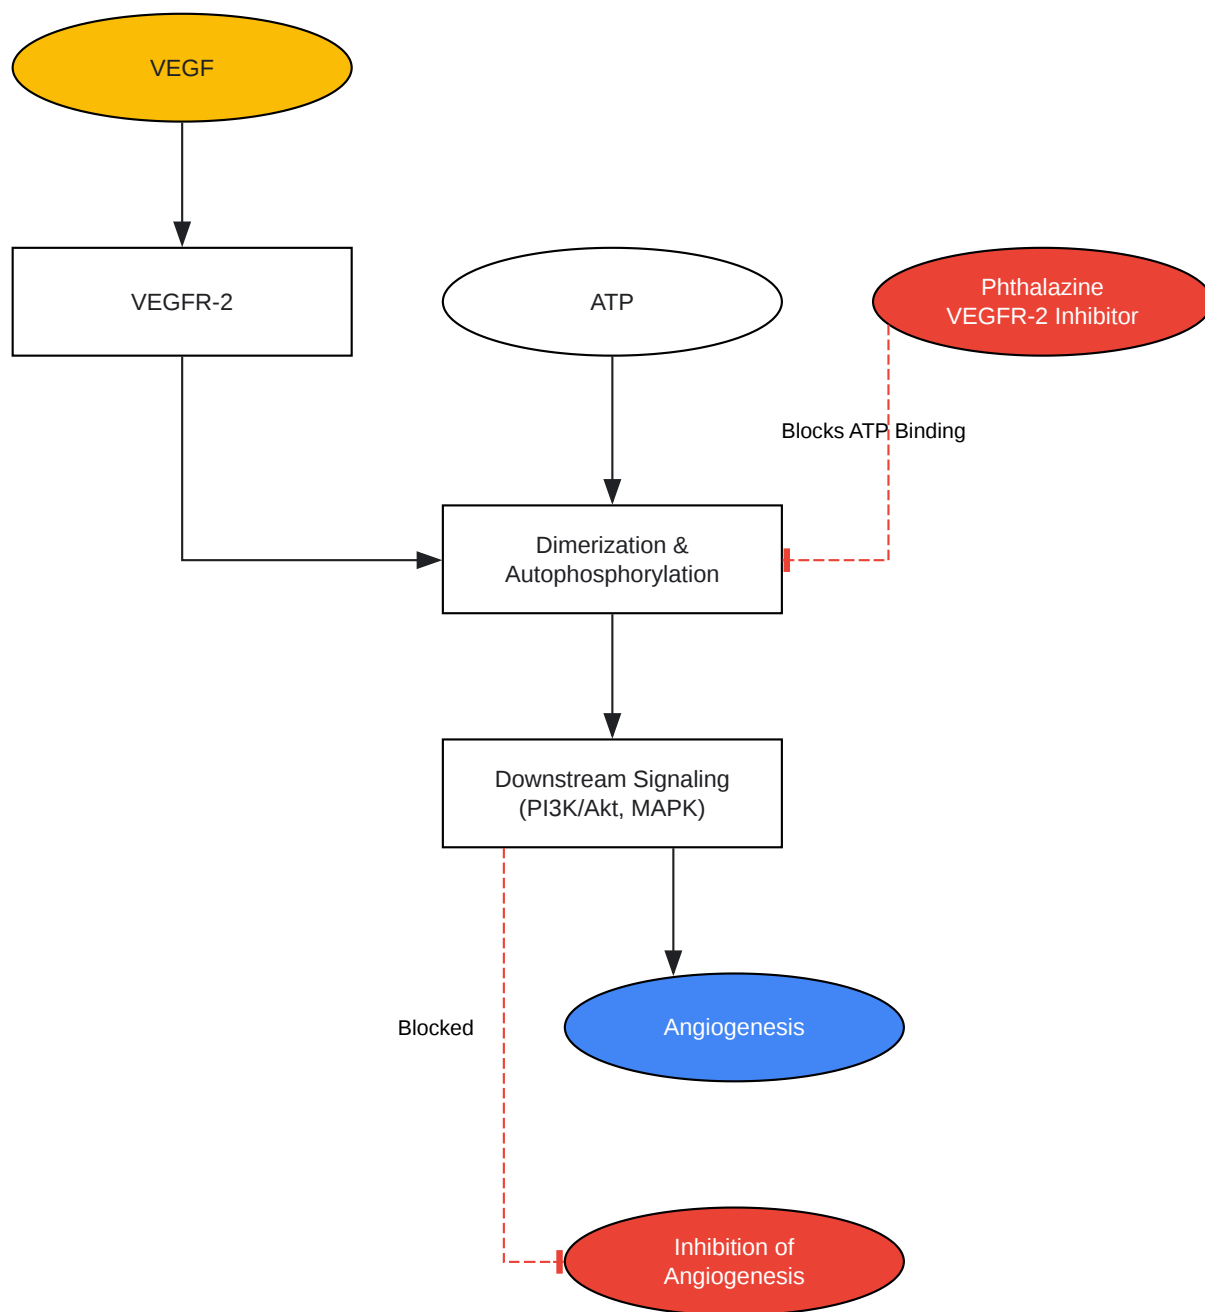 VEGF
VEGFR-2
ATP
Phthalazine
VEGFR-2 Inhibitor
Blocks ATP Binding
Dimerization &
Autophosphorylation
Downstream Signaling
(PI3K/Akt, MAPK)
Blocked
Angiogenesis
Inhibition of
Angiogenesis